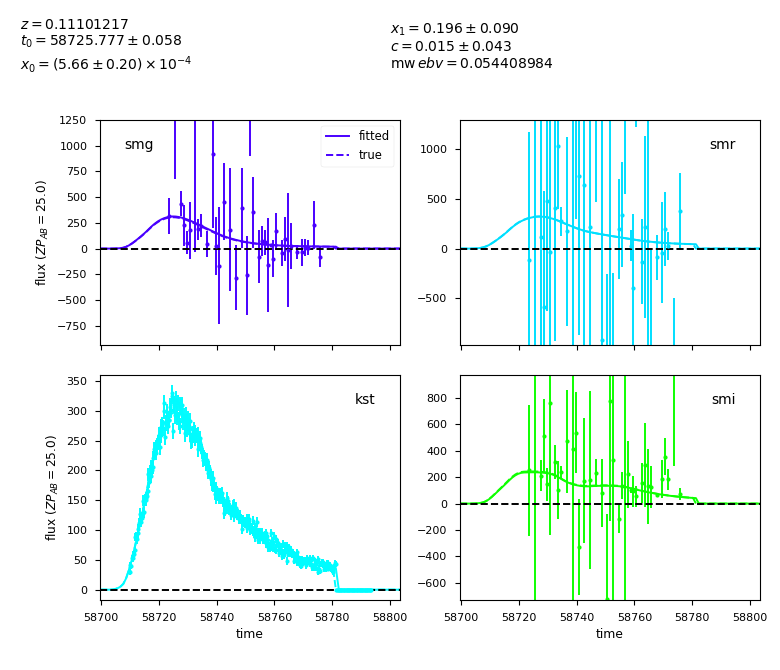 z = 0.11101217
t₀ = 58725.777 ± 0.058
x₀ = (5.66 ± 0.20) × 10⁻⁴
x₁ = 0.196 ± 0.090
c = 0.015 ± 0.043
mw ebv = 0.054408984
1250
1000
750
500
250
0
−250
−500
−750
flux (ZP_AB = 25.0)
smg
fitted
true
1000
500
0
−500
smr
350
300
250
200
150
100
50
0
flux (ZP_AB = 25.0)
kst
58700 58720 58740 58760 58780 58800
time
800
600
400
200
0
−200
−400
−600
smi
58700 58720 58740 58760 58780 58800
time